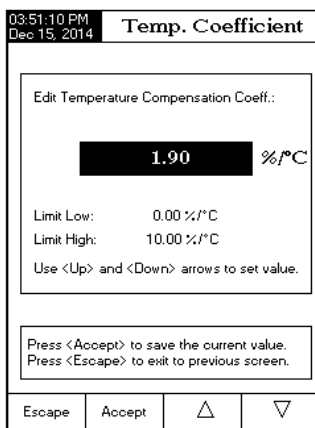 03:51:10 PM
Dec 15, 2014
Temp. Coefficient
Edit Temperature Compensation Coeff.:
1.90 %/°C
Limit Low: 0.00 %/°C
Limit High: 10.00 %/°C
Use <Up> and <Down> arrows to set value.
Press <Accept> to save the current value.
Press <Escape> to exit to previous screen.
Escape Accept △ ▽